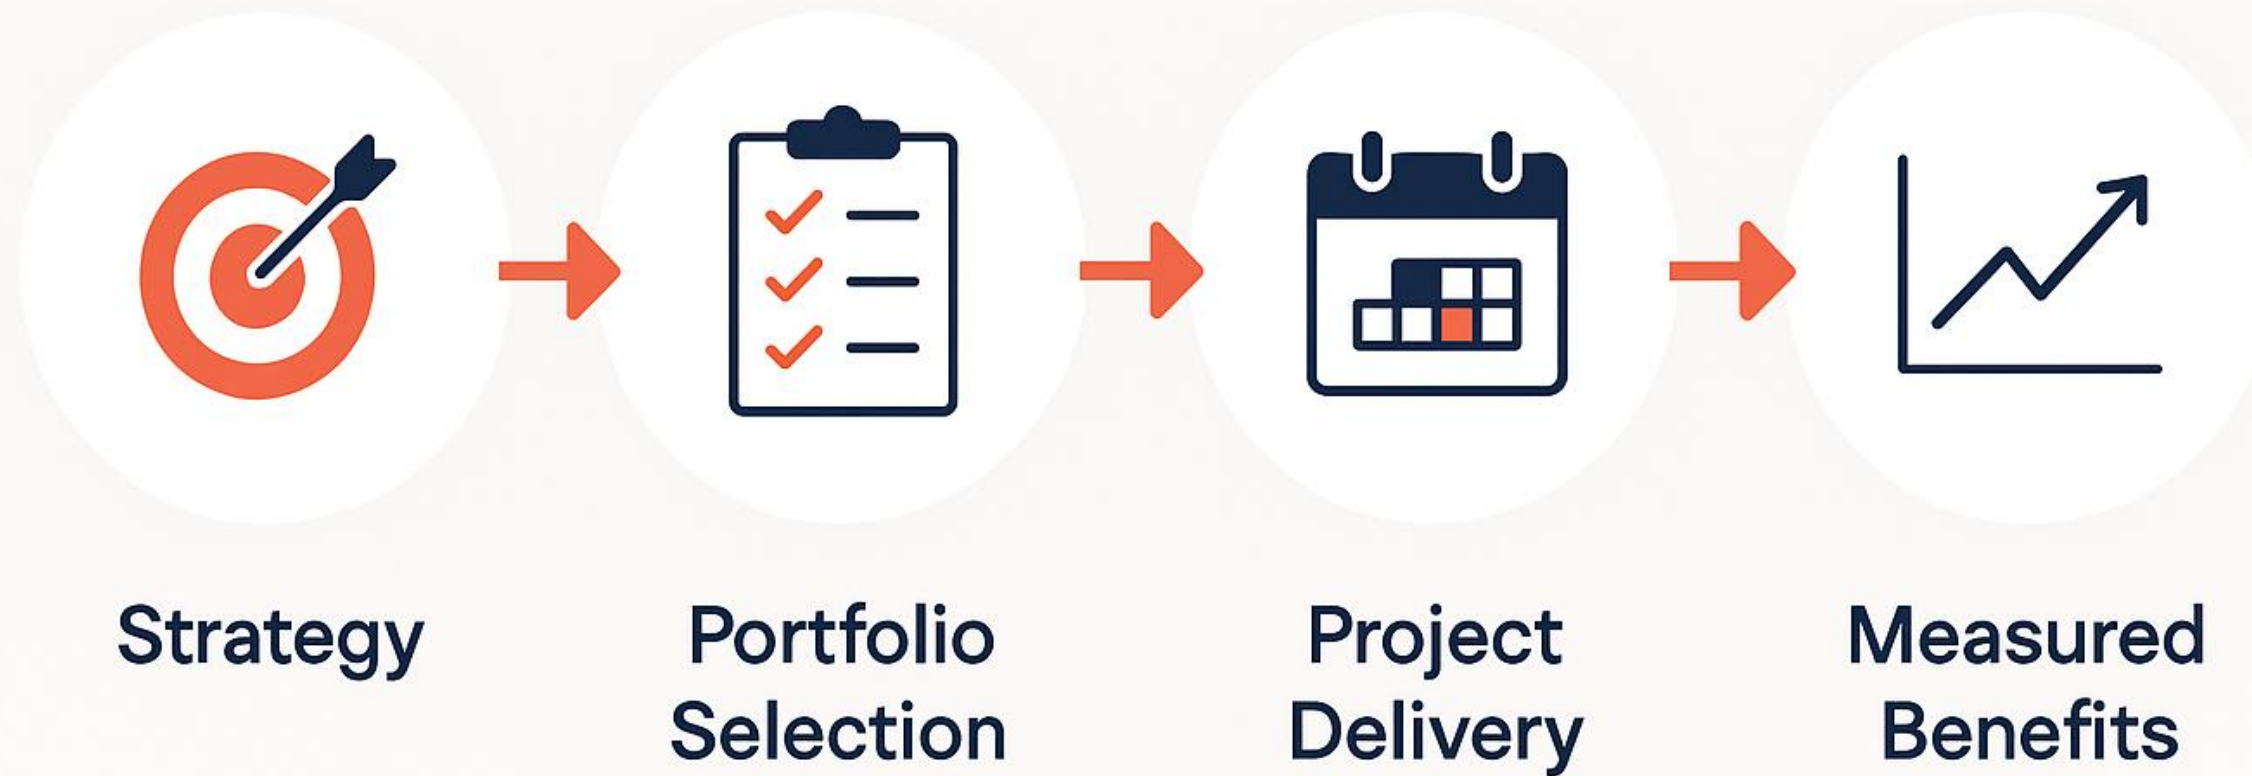 Strategy
Portfolio
Selection
Project
Delivery
Measured
Benefits